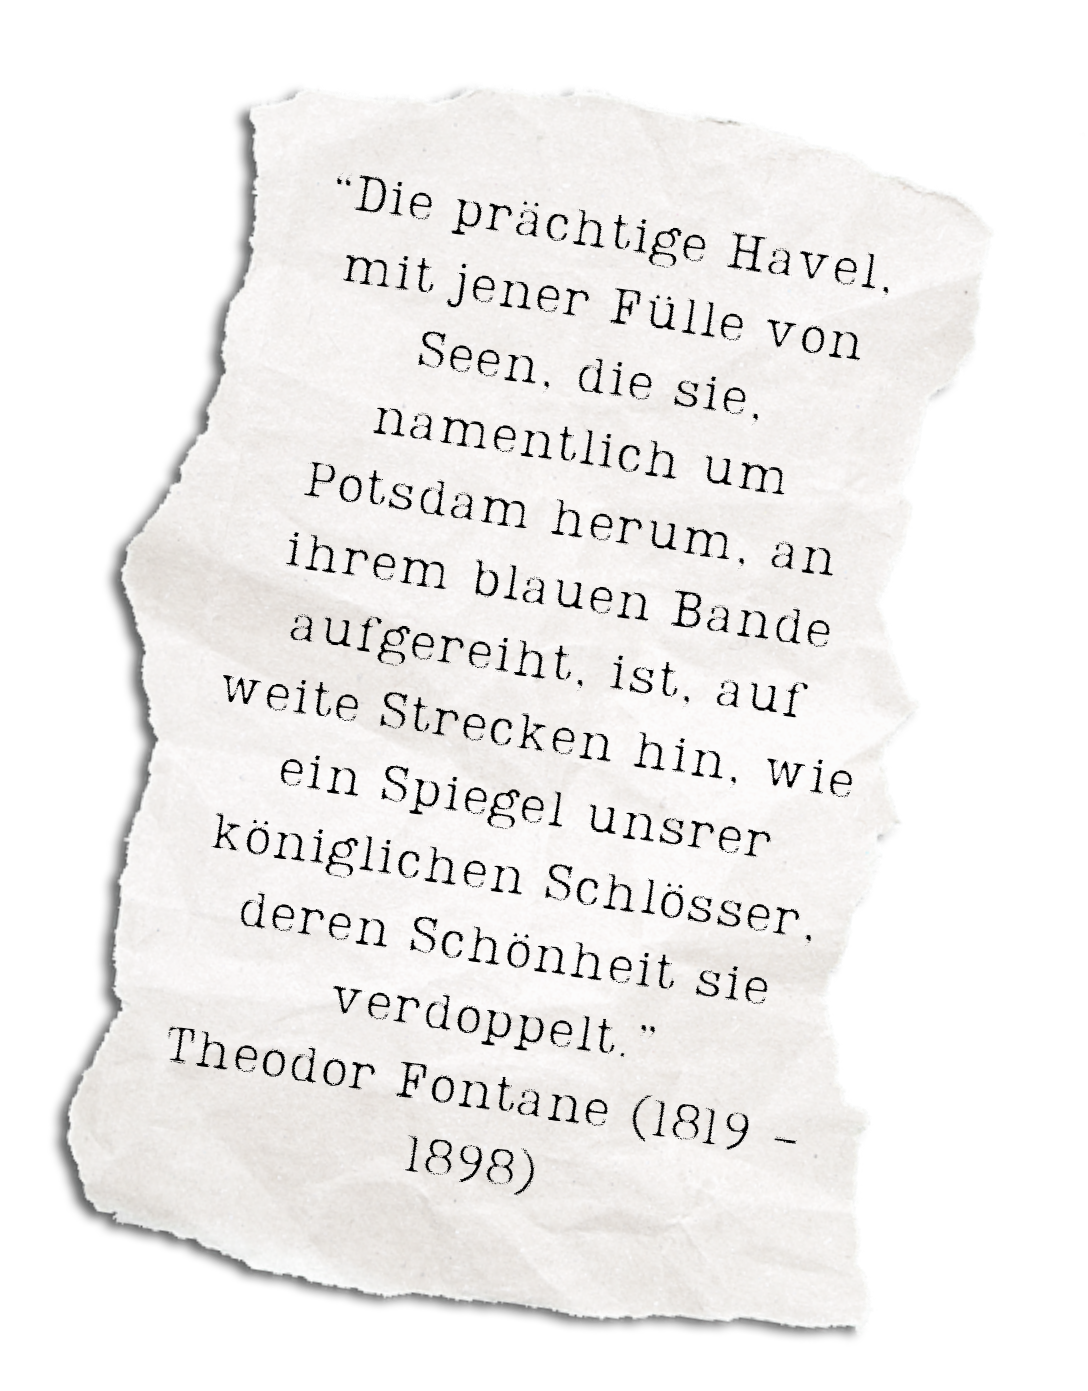 “Die prächtige Havel,
mit jener Fülle von
Seen, die sie,
namentlich um
Potsdam herum, an
ihrem blauen Bande
aufgereiht, ist, auf
weite Strecken hin, wie
ein Spiegel unsrer
königlichen Schlösser,
deren Schönheit sie
verdoppelt.”
Theodor Fontane (1819 –
1898)